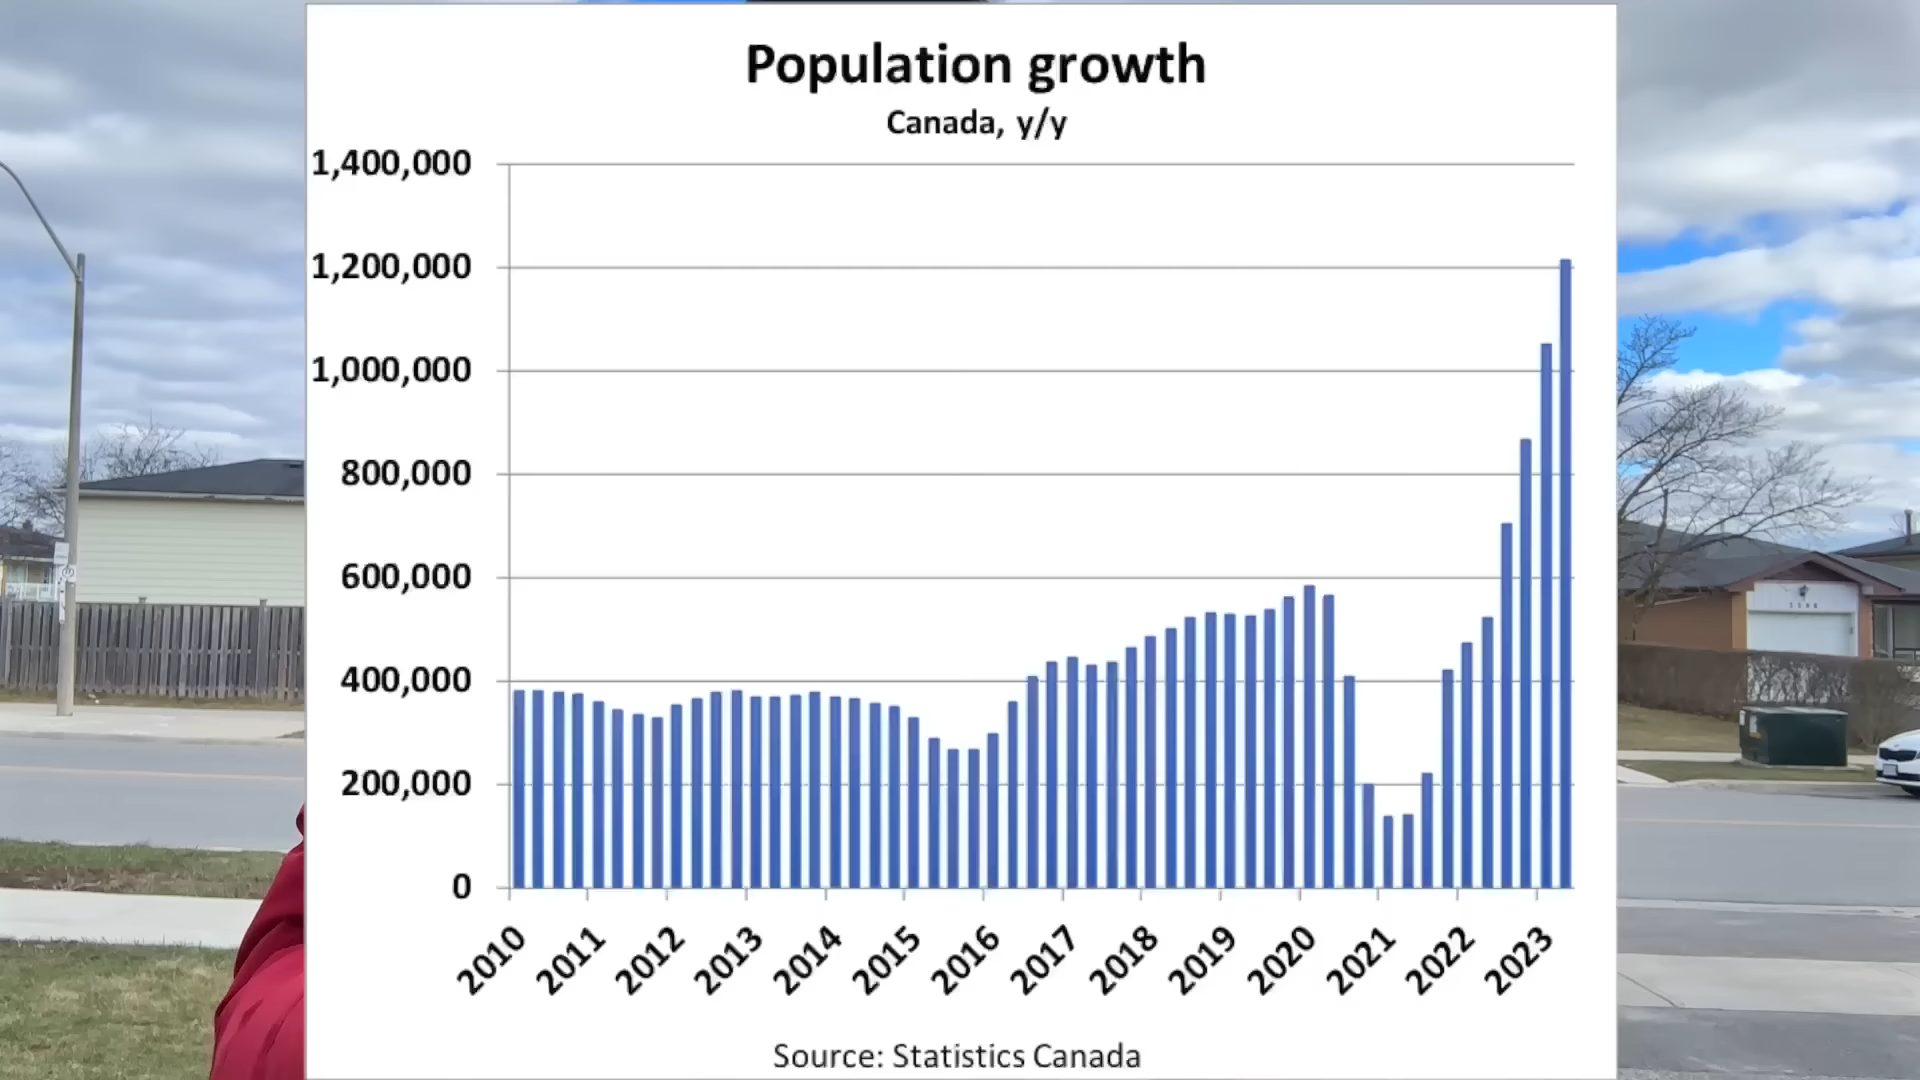 Population growth
Canada, y/y
1,400,000
1,200,000
1,000,000
800,000
600,000
400,000
200,000
0
2010 2011 2012 2013 2014 2015 2016 2017 2018 2019 2020 2021 2022 2023
Source: Statistics Canada